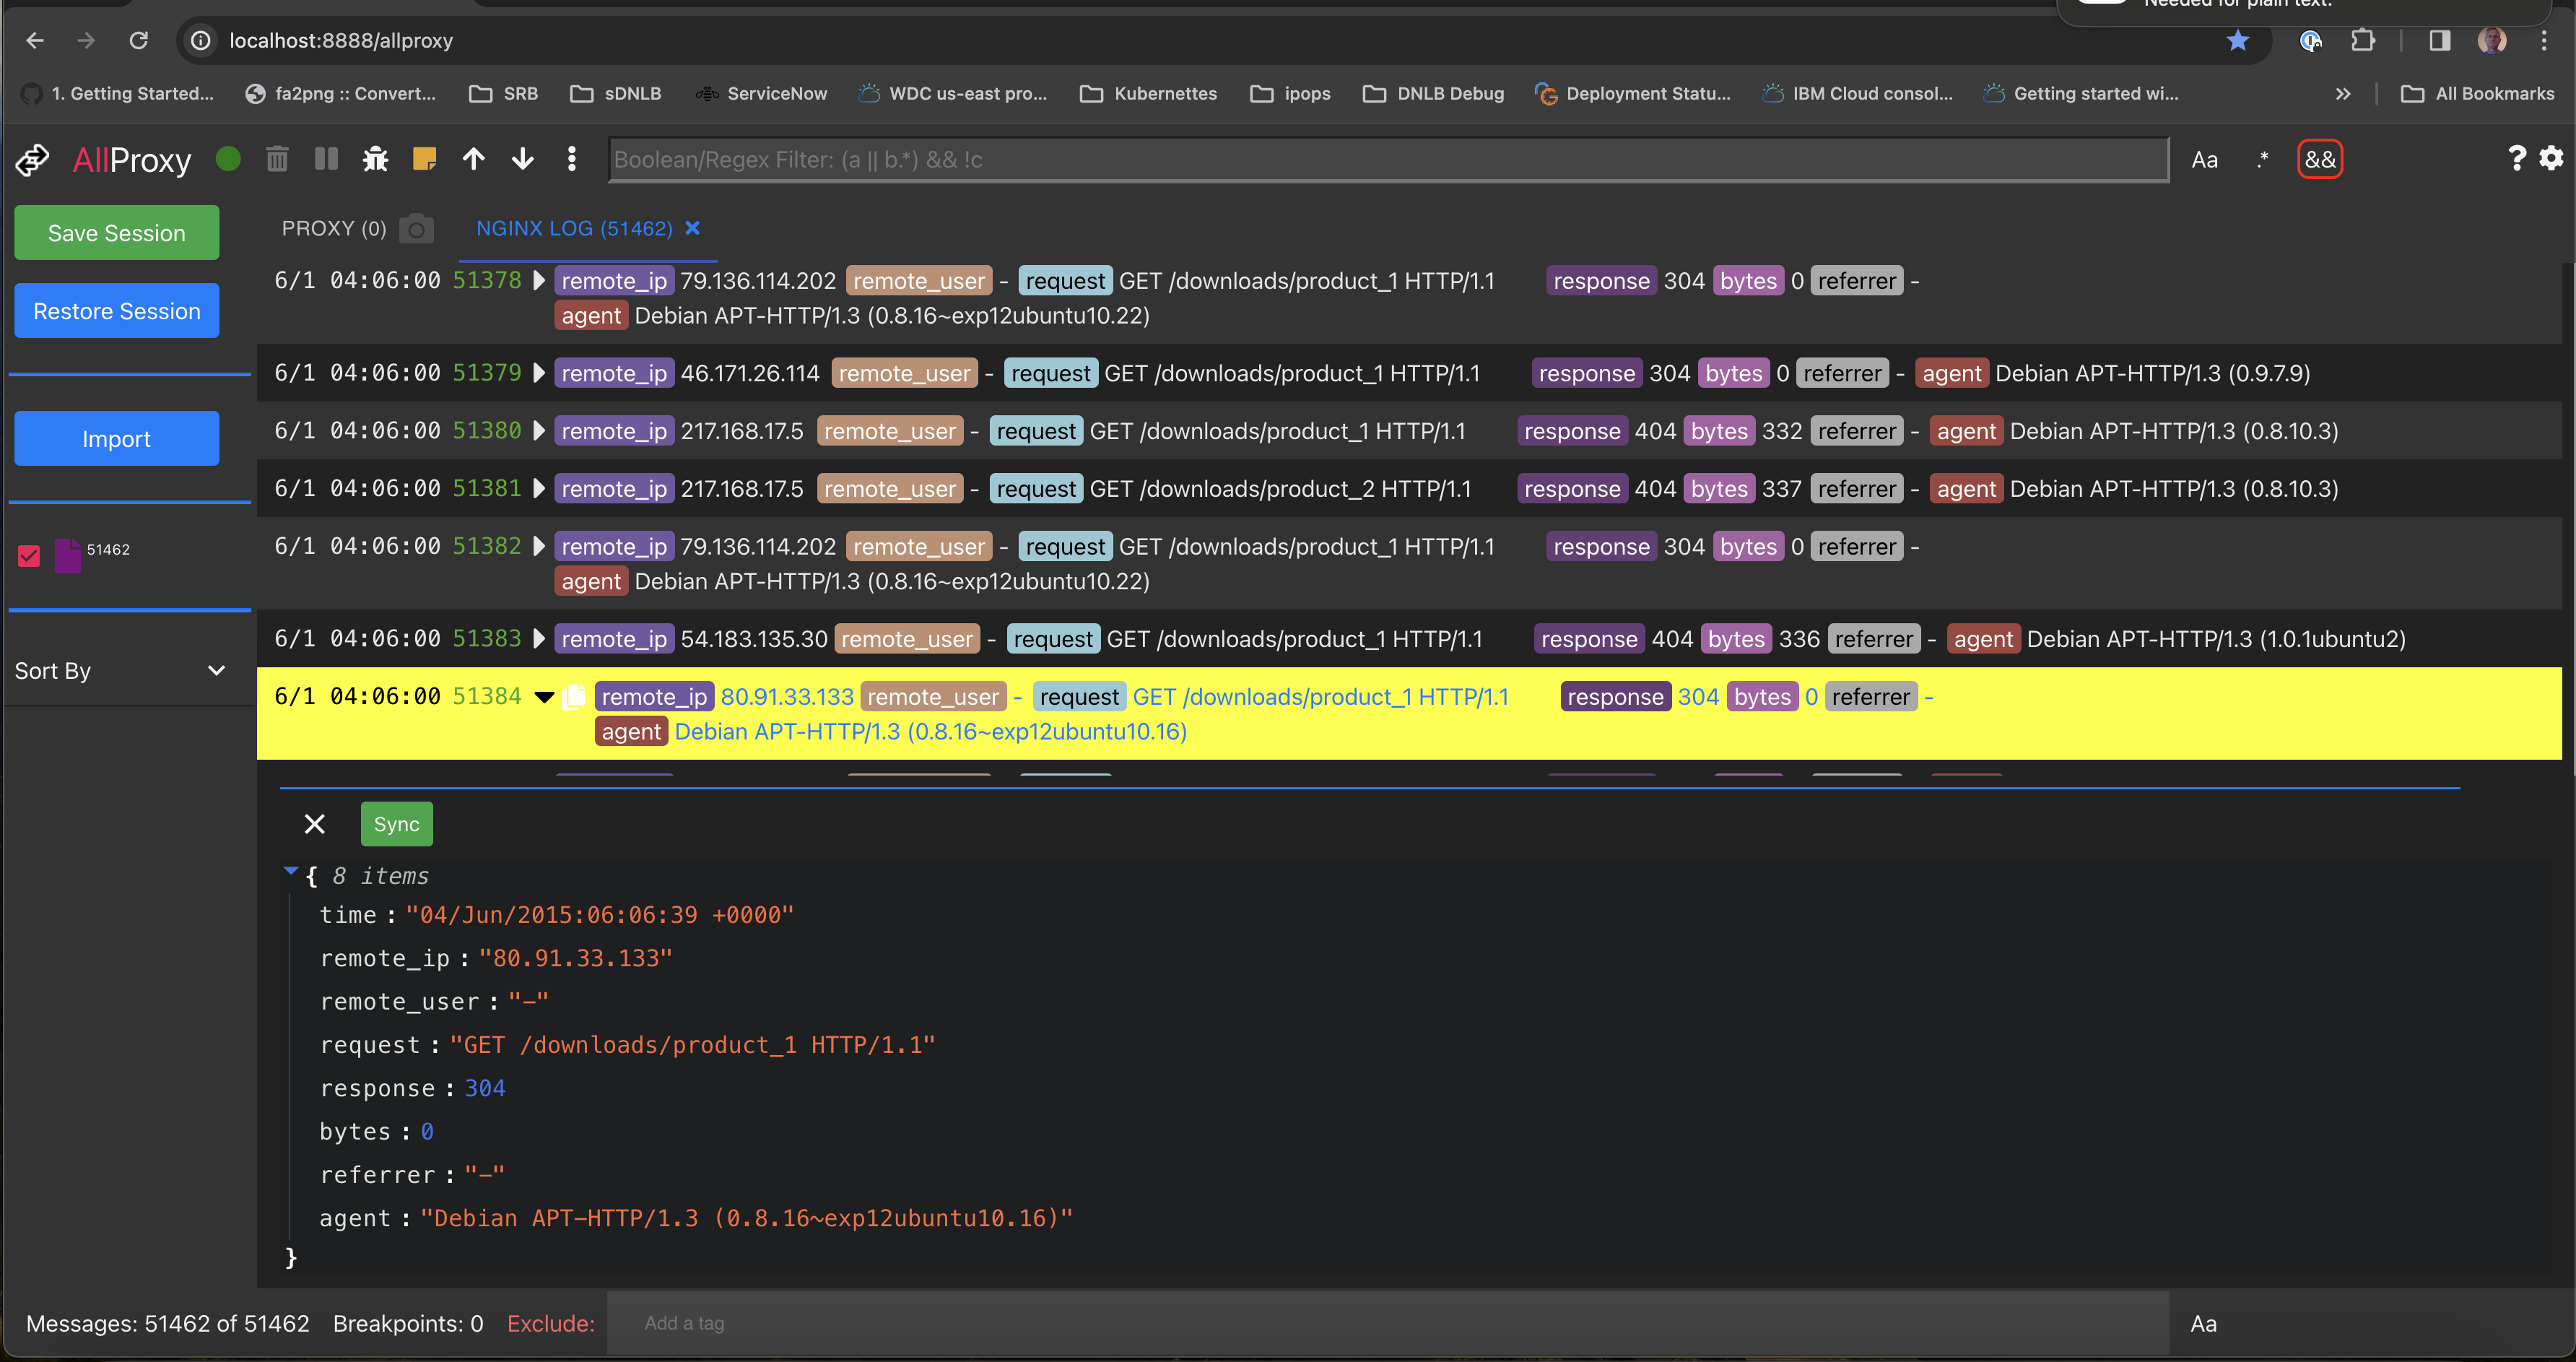 Needed for plain text.
localhost:8888/allproxy
1. Getting Started... fa2png :: Convert... SRB sDNLB ServiceNow WDC us-east pro... Kubernettes ipops DNLB Debug Deployment Statu... IBM Cloud consol... Getting started wi... » All Bookmarks
AllProxy Boolean/Regex Filter: (a || b.*) && !c Aa .* && ?
Save Session PROXY (0) NGINX LOG (51462) ×
6/1 04:06:00 51378 remote_ip 79.136.114.202 remote_user - request GET /downloads/product_1 HTTP/1.1 response 304 bytes 0 referrer -
Restore Session agent Debian APT-HTTP/1.3 (0.8.16~exp12ubuntu10.22)
6/1 04:06:00 51379 remote_ip 46.171.26.114 remote_user - request GET /downloads/product_1 HTTP/1.1 response 304 bytes 0 referrer - agent Debian APT-HTTP/1.3 (0.9.7.9)
Import 6/1 04:06:00 51380 remote_ip 217.168.17.5 remote_user - request GET /downloads/product_1 HTTP/1.1 response 404 bytes 332 referrer - agent Debian APT-HTTP/1.3 (0.8.10.3)
6/1 04:06:00 51381 remote_ip 217.168.17.5 remote_user - request GET /downloads/product_2 HTTP/1.1 response 404 bytes 337 referrer - agent Debian APT-HTTP/1.3 (0.8.10.3)
51462 6/1 04:06:00 51382 remote_ip 79.136.114.202 remote_user - request GET /downloads/product_1 HTTP/1.1 response 304 bytes 0 referrer -
agent Debian APT-HTTP/1.3 (0.8.16~exp12ubuntu10.22)
6/1 04:06:00 51383 remote_ip 54.183.135.30 remote_user - request GET /downloads/product_1 HTTP/1.1 response 404 bytes 336 referrer - agent Debian APT-HTTP/1.3 (1.0.1ubuntu2)
Sort By
6/1 04:06:00 51384 remote_ip 80.91.33.133 remote_user - request GET /downloads/product_1 HTTP/1.1 response 304 bytes 0 referrer -
agent Debian APT-HTTP/1.3 (0.8.16~exp12ubuntu10.16)
Sync
{ 8 items
time : "04/Jun/2015:06:06:39 +0000"
remote_ip : "80.91.33.133"
remote_user : "-"
request : "GET /downloads/product_1 HTTP/1.1"
response : 304
bytes : 0
referrer : "-"
agent : "Debian APT-HTTP/1.3 (0.8.16~exp12ubuntu10.16)"
}
Messages: 51462 of 51462 Breakpoints: 0 Exclude: Add a tag Aa